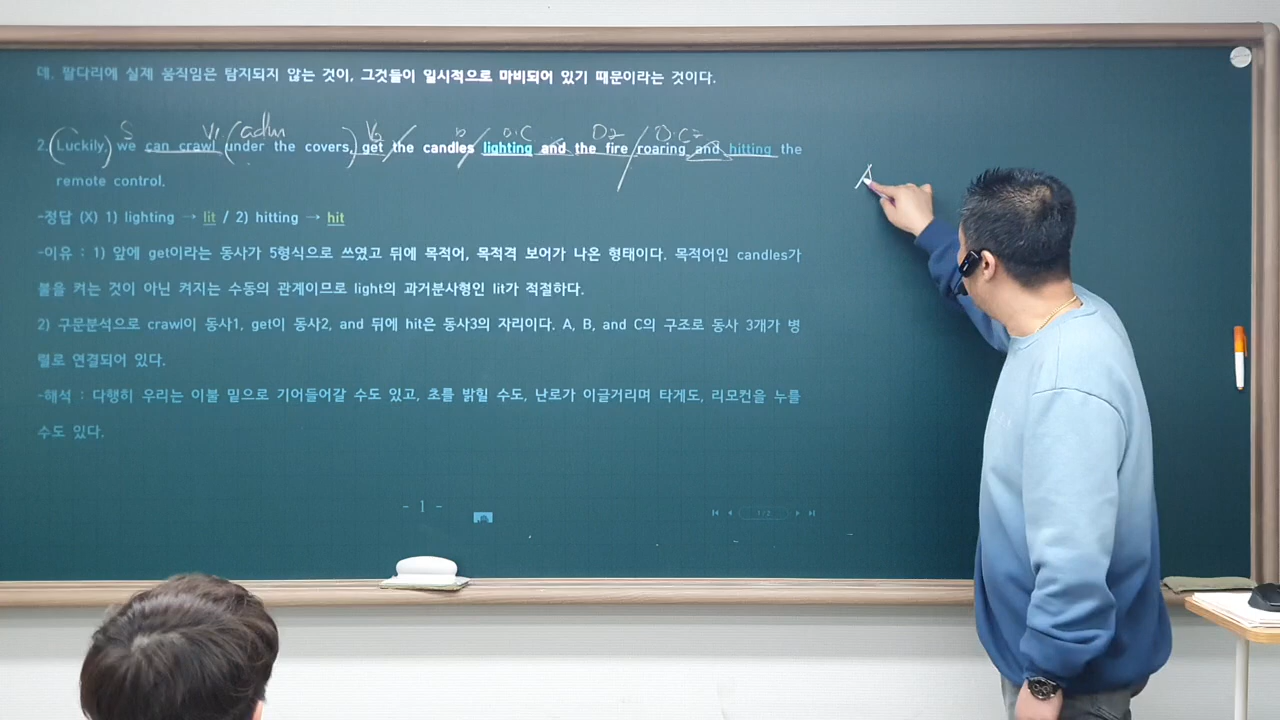 데. 팔다리에 실제 움직임은 탐지되지 않는 것이, 그것들이 일시적으로 마비되어 있기 때문이라는 것이다.
S V1 V2 O.C O2 O.C2
2. (Luckily,) we can crawl (under the covers,) get / the candles / lighting and the fire / roaring and hitting the
remote control.
A
-정답 (X) 1) lighting → lit / 2) hitting → hit
-이유 : 1) 앞에 get이라는 동사가 5형식으로 쓰였고 뒤에 목적어, 목적격 보어가 나온 형태이다. 목적어인 candles가
불을 켜는 것이 아닌 켜지는 수동의 관계이므로 light의 과거분사형인 lit가 적절하다.
2) 구문분석으로 crawl이 동사1, get이 동사2, and 뒤에 hit은 동사3의 자리이다. A, B, and C의 구조로 동사 3개가 병
렬로 연결되어 있다.
-해석 : 다행히 우리는 이불 밑으로 기어들어갈 수도 있고, 초를 밝힐 수도, 난로가 이글거리며 타게도, 리모컨을 누를
수도 있다.
- 1 -
1/2